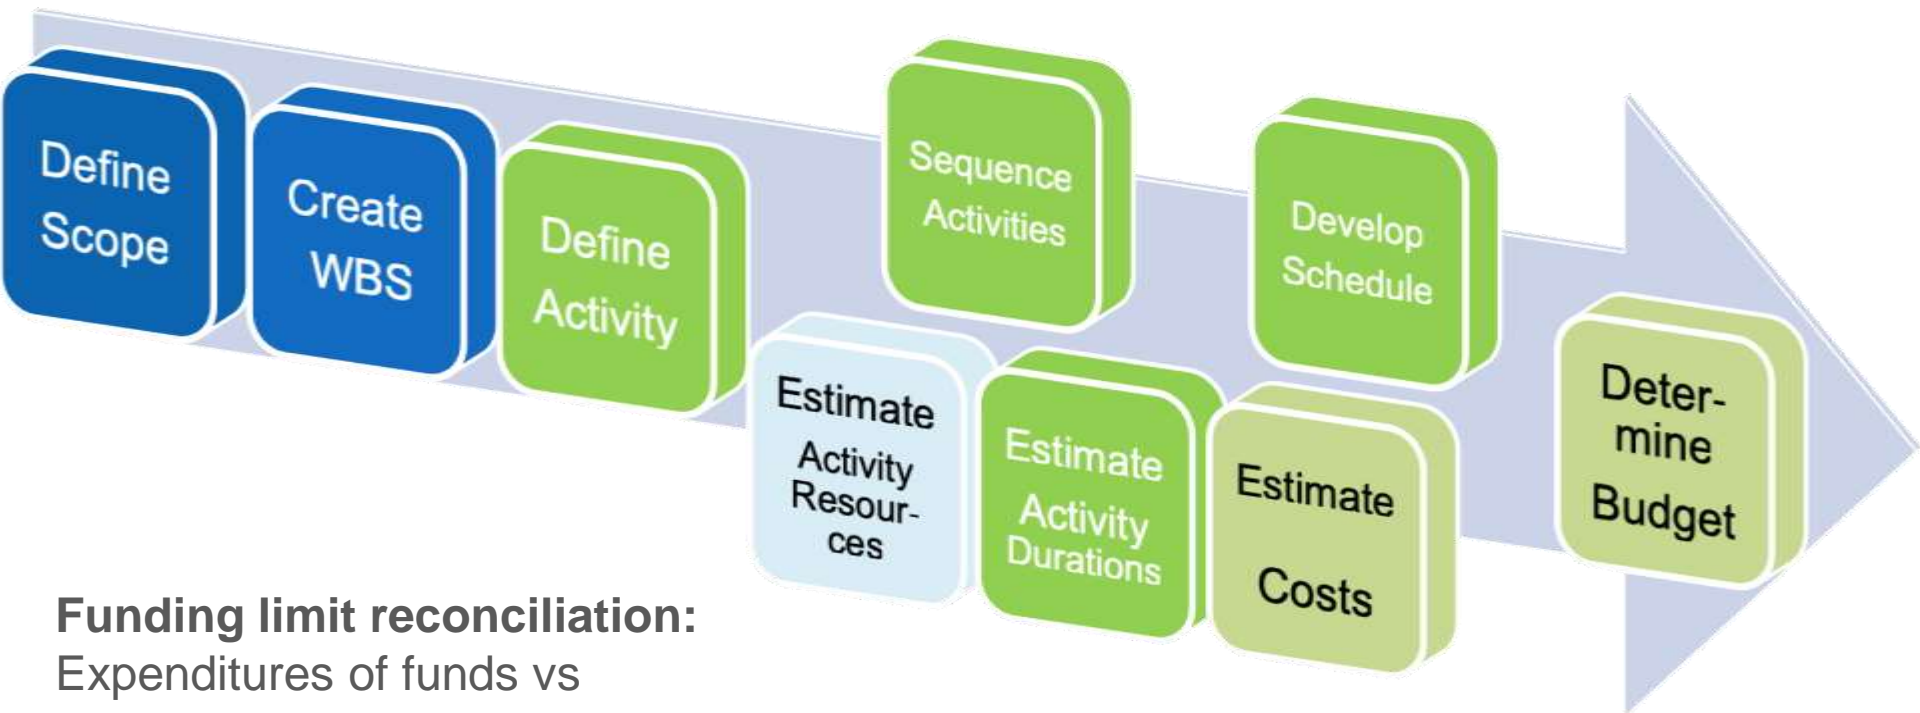 Define
Scope
Create
WBS
Define
Activity
Sequence
Activities
Develop
Schedule
Estimate
Activity
Resour-
ces
Estimate
Activity
Durations
Estimate
Costs
Deter-
mine
Budget
Funding limit reconciliation:
Expenditures of funds vs